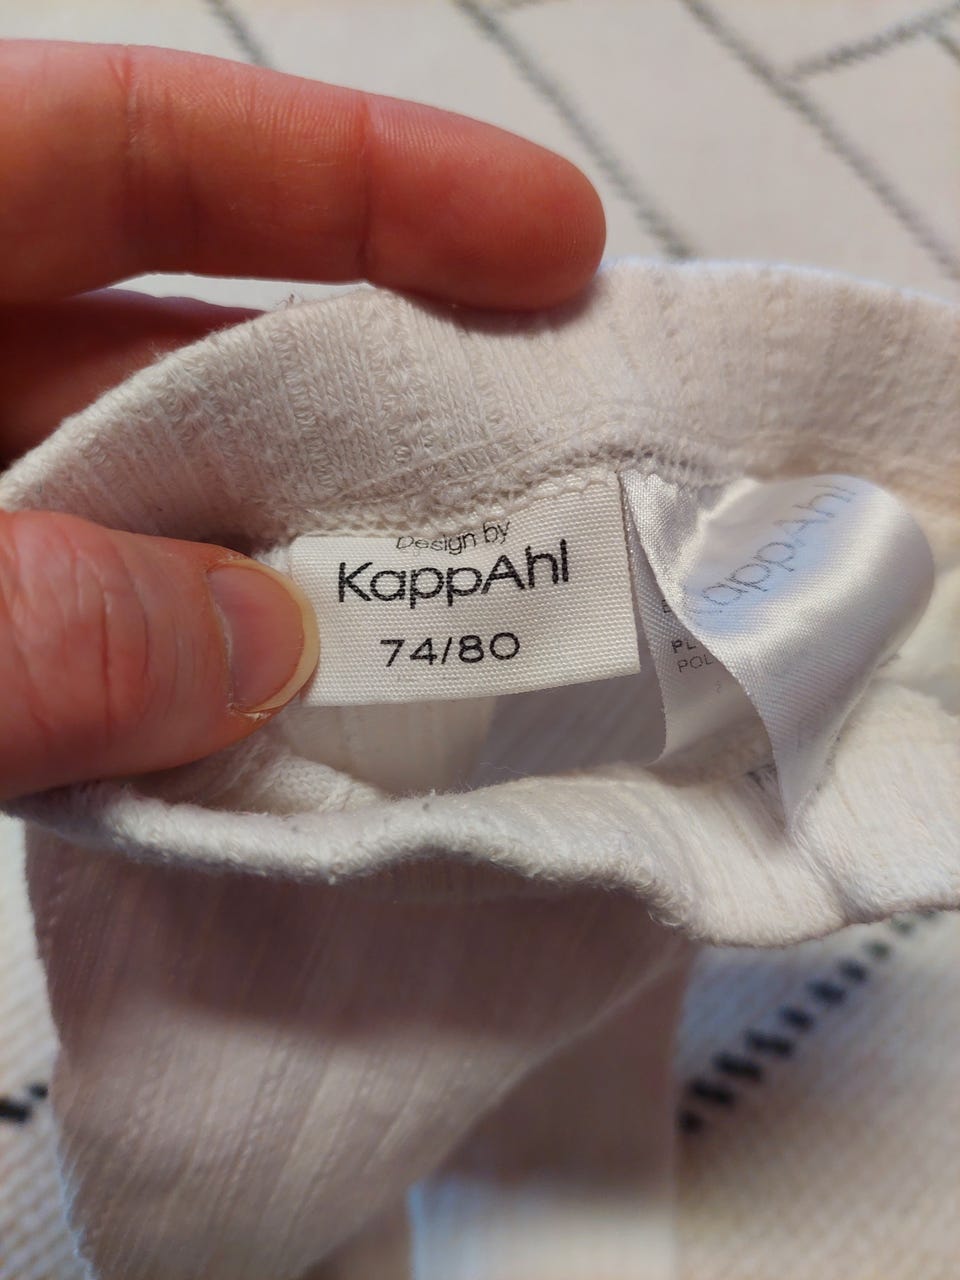 Design by
KappAhl
74/80
KappAhl
PL
POL